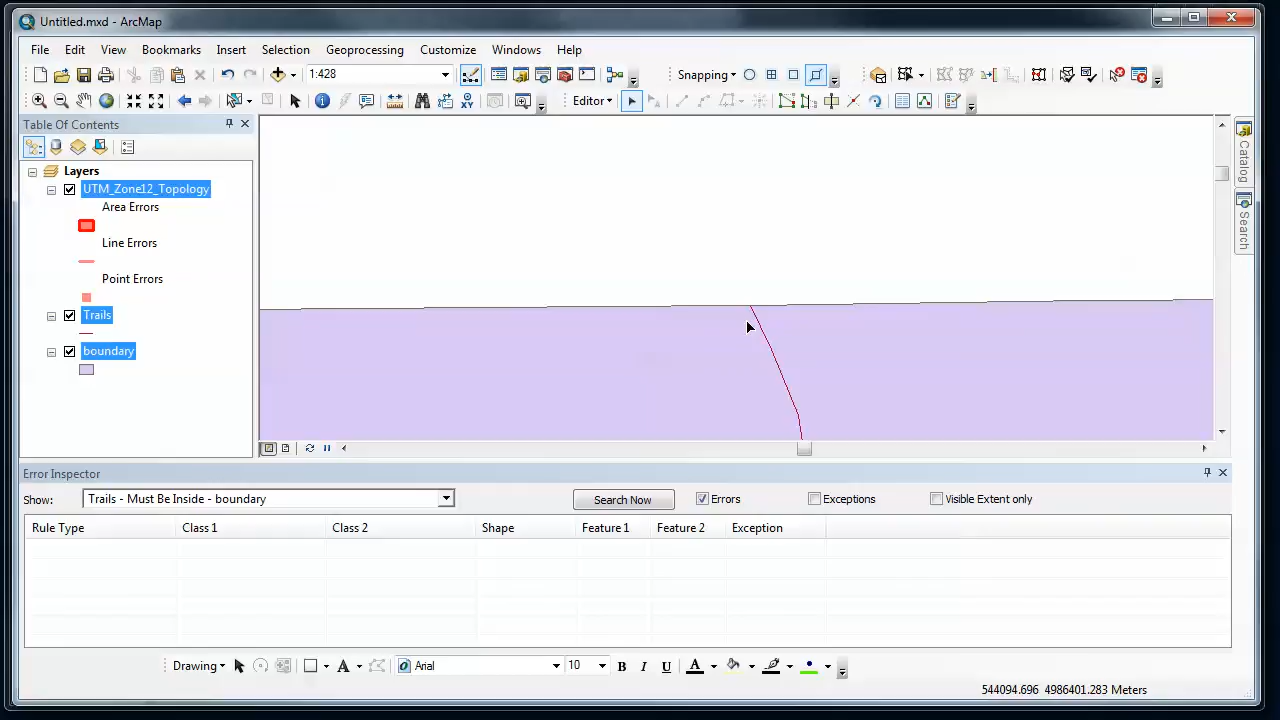 Untitled.mxd - ArcMap
File Edit View Bookmarks Insert Selection Geoprocessing Customize Windows Help
1:428 Snapping
Editor
Table Of Contents
Layers
UTM_Zone12_Topology
Area Errors
Line Errors
Point Errors
Trails
boundary
Catalog
Search
Error Inspector
Show: Trails - Must Be Inside - boundary Search Now Errors Exceptions Visible Extent only
Rule Type Class 1 Class 2 Shape Feature 1 Feature 2 Exception
Drawing A Arial 10 B I U A
544094.696 4986401.283 Meters